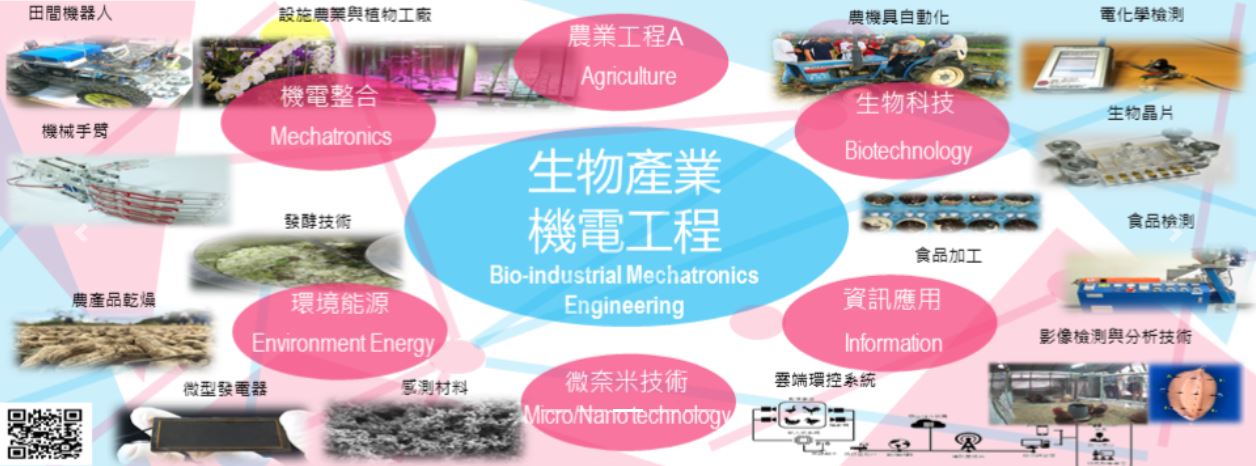 田間機器人
設施農業與植物工廠
農業工程A
Agriculture
農機具自動化
電化學檢測
機電整合
Mechatronics
生物科技
Biotechnology
生物晶片
機械手臂
生物產業
機電工程
Bio-industrial Mechatronics
Engineering
發酵技術
食品檢測
食品加工
農產品乾燥
環境能源
Environment Energy
資訊應用
Information
影像檢測與分析技術
微型發電器
感測材料
微奈米技術
Micro/Nano technology
雲端環控系統